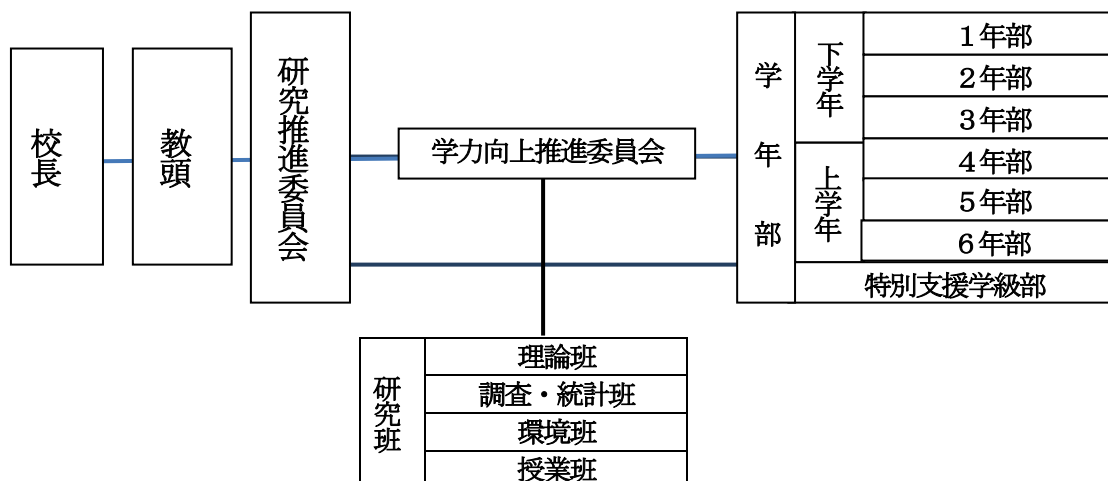 校長
教頭
研究推進委員会
学力向上推進委員会
学年部
下学年
１年部
２年部
３年部
上学年
４年部
５年部
６年部
特別支援学級部
研究班
理論班
調査・統計班
環境班
授業班